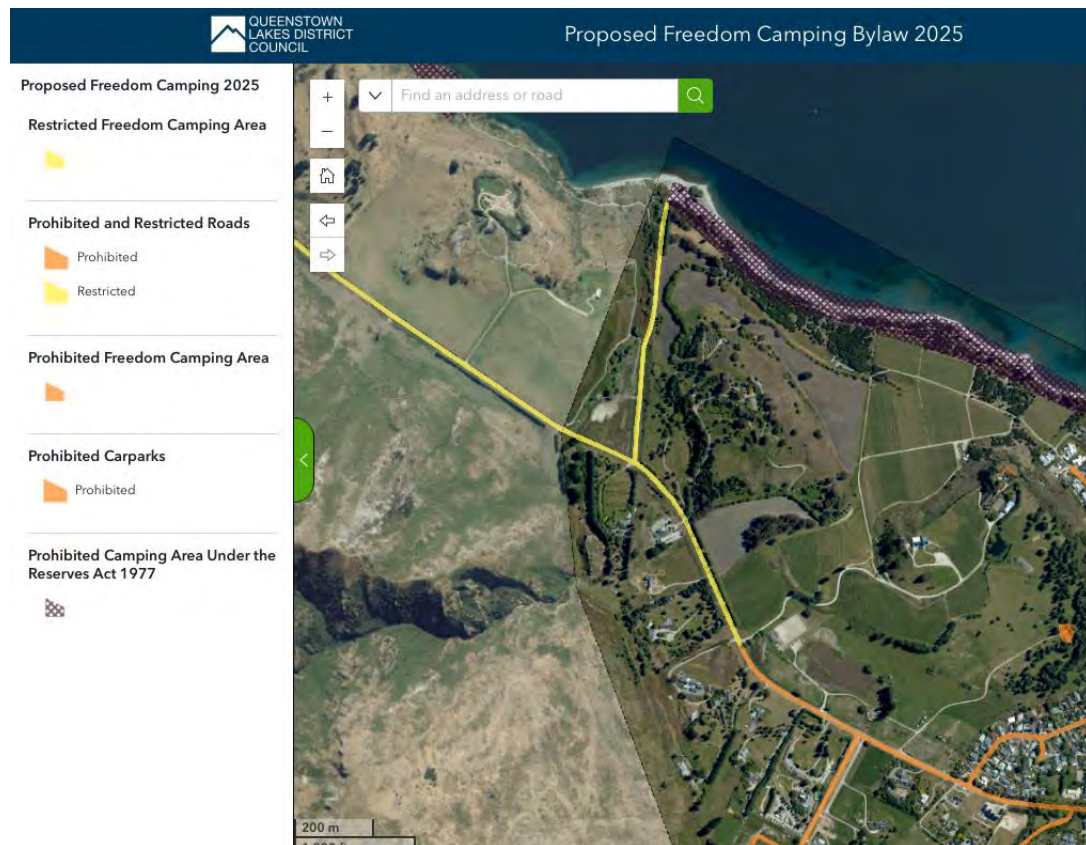 QUEENSTOWN
LAKES DISTRICT
COUNCIL
Proposed Freedom Camping Bylaw 2025
Proposed Freedom Camping 2025
Restricted Freedom Camping Area
Prohibited and Restricted Roads
Prohibited
Restricted
Prohibited Freedom Camping Area
Prohibited Carparks
Prohibited
Prohibited Camping Area Under the
Reserves Act 1977
Find an address or road
200 m